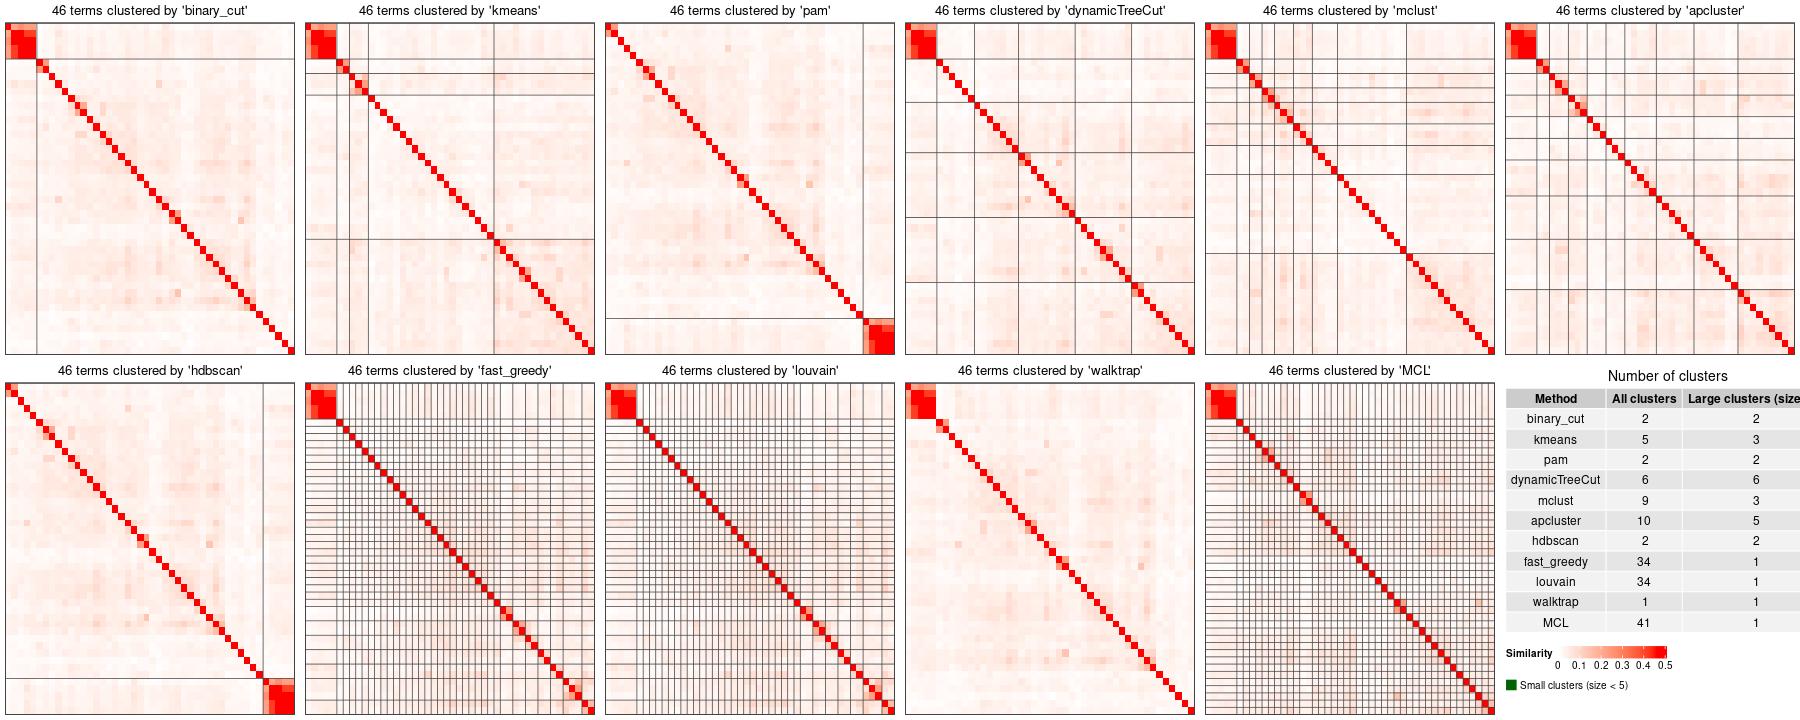 46 terms clustered by 'binary_cut'
46 terms clustered by 'kmeans'
46 terms clustered by 'pam'
46 terms clustered by 'dynamicTreeCut'
46 terms clustered by 'mclust'
46 terms clustered by 'apcluster'
46 terms clustered by 'hdbscan'
46 terms clustered by 'fast_greedy'
46 terms clustered by 'louvain'
46 terms clustered by 'walktrap'
46 terms clustered by 'MCL'
Number of clusters
Method All clusters Large clusters (size
binary_cut 2 2
kmeans 5 3
pam 2 2
dynamicTreeCut 6 6
mclust 9 3
apcluster 10 5
hdbscan 2 2
fast_greedy 34 1
louvain 34 1
walktrap 1 1
MCL 41 1
Similarity
0 0.1 0.2 0.3 0.4 0.5
Small clusters (size < 5)